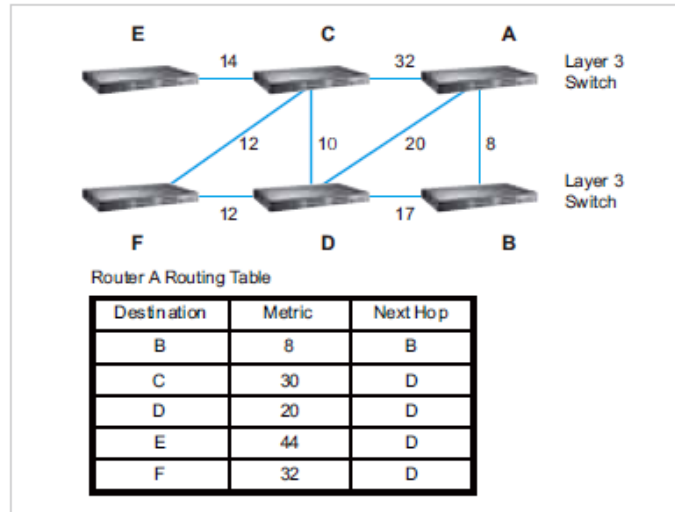 E C A
14 32 Layer 3
Switch
12 10 20 8
Layer 3
Switch
12 17
F D B
Router A Routing Table
Destination Metric Next Hop
B 8 B
C 30 D
D 20 D
E 44 D
F 32 D